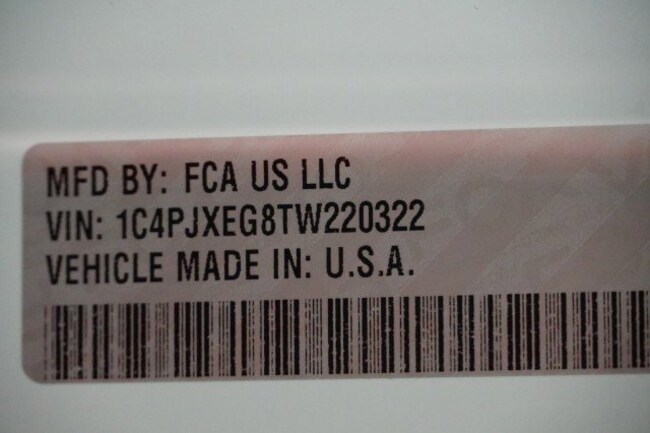 MFD BY: FCA US LLC
VIN: 1C4PJXEG8TW220322
VEHICLE MADE IN: U.S.A.